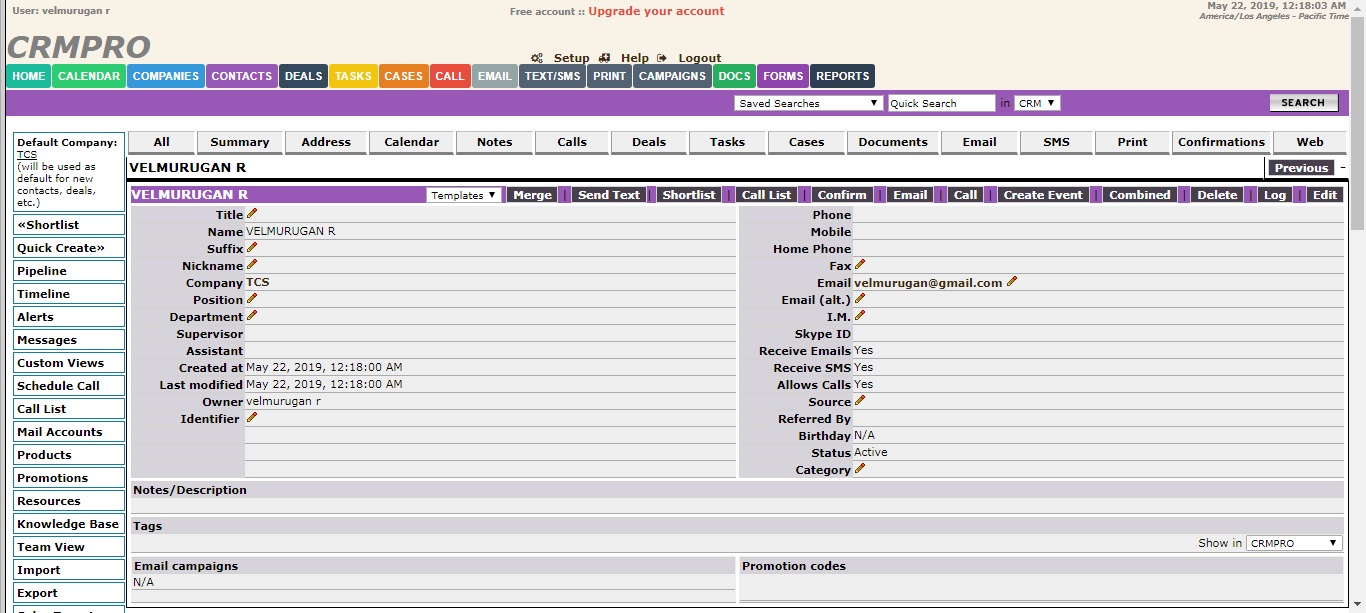 User: velmurugan r
Free account :: Upgrade your account
May 22, 2019, 12:18:03 AM
America/Los Angeles - Pacific Time
CRMPRO
Setup Help Logout
HOME CALENDAR COMPANIES CONTACTS DEALS TASKS CASES CALL EMAIL TEXT/SMS PRINT CAMPAIGNS DOCS FORMS REPORTS
Saved Searches Quick Search in CRM SEARCH
Default Company:
TCS
(will be used as
default for new
contacts, deals,
etc.)
«Shortlist
Quick Create»
Pipeline
Timeline
Alerts
Messages
Custom Views
Schedule Call
Call List
Mail Accounts
Products
Promotions
Resources
Knowledge Base
Team View
Import
Export
All Summary Address Calendar Notes Calls Deals Tasks Cases Documents Email SMS Print Confirmations Web
VELMURUGAN R Previous -
VELMURUGAN R Templates Merge | Send Text | Shortlist | Call List | Confirm | Email | Call | Create Event | Combined | Delete | Log | Edit
Title
Name VELMURUGAN R
Suffix
Nickname
Company TCS
Position
Department
Supervisor
Assistant
Created at May 22, 2019, 12:18:00 AM
Last modified May 22, 2019, 12:18:00 AM
Owner velmurugan r
Identifier
Phone
Mobile
Home Phone
Fax
Email velmurugan@gmail.com
Email (alt.)
I.M.
Skype ID
Receive Emails Yes
Receive SMS Yes
Allows Calls Yes
Source
Referred By
Birthday N/A
Status Active
Category
Notes/Description
Tags
Show in CRMPRO
Email campaigns
N/A
Promotion codes